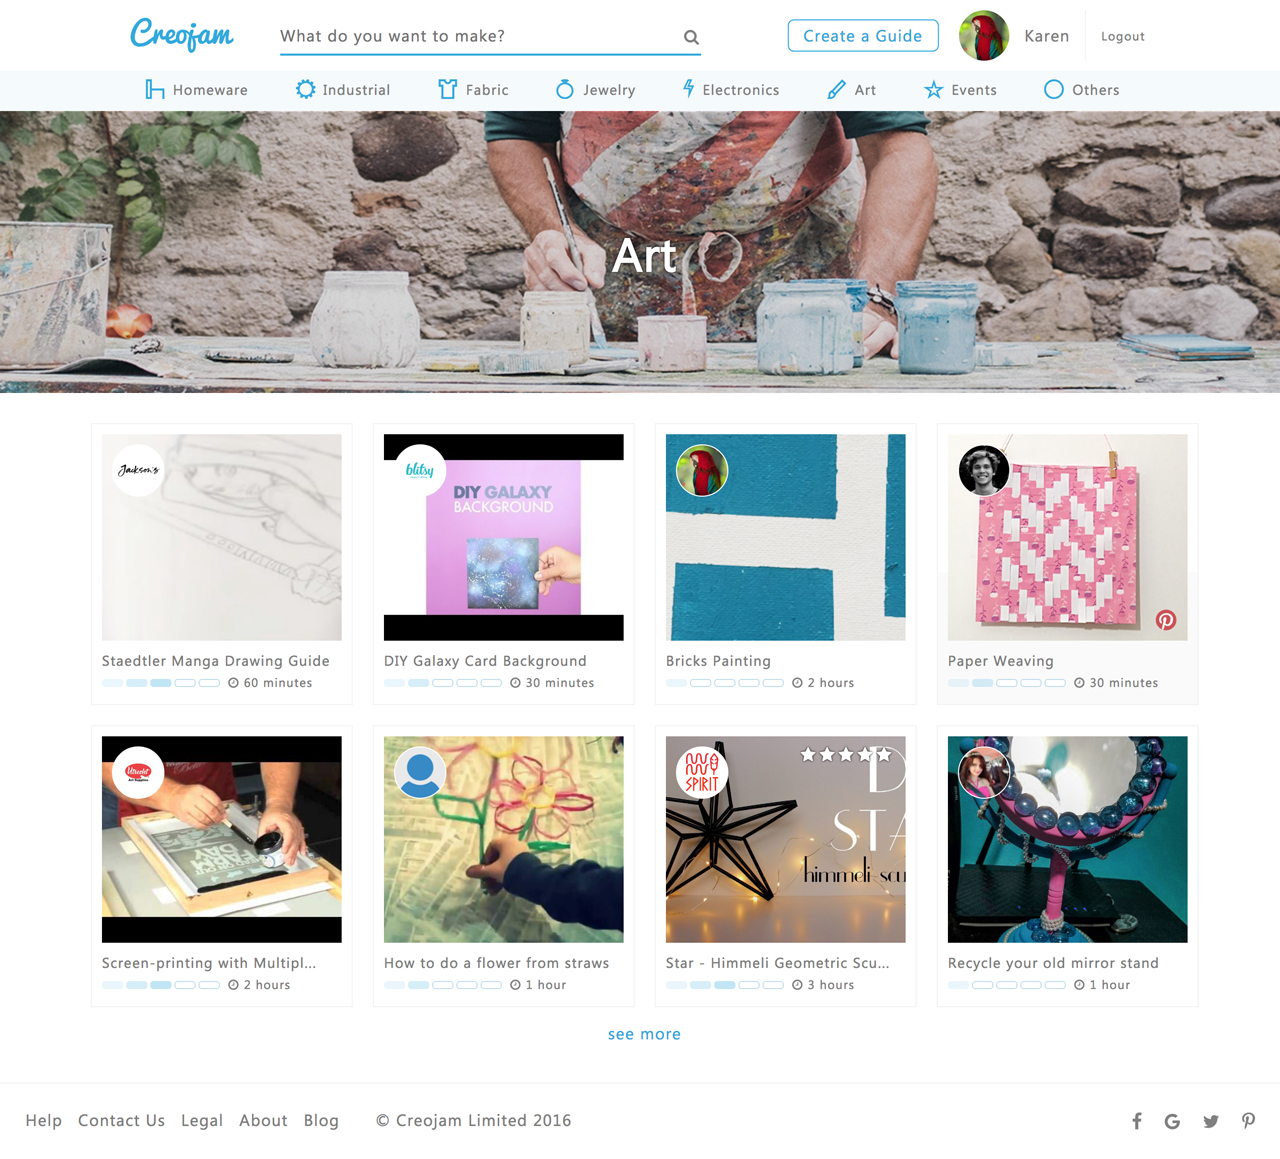 Creojam
What do you want to make?
Create a Guide
Karen
Logout
Homeware
Industrial
Fabric
Jewelry
Electronics
Art
Events
Others
Art
Jackson's
Staedtler Manga Drawing Guide
60 minutes
blitsy
DIY GALAXY
BACKGROUND
DIY Galaxy Card Background
30 minutes
Bricks Painting
2 hours
Paper Weaving
30 minutes
Utrecht
Art Supplies
Screen-printing with Multipl...
2 hours
How to do a flower from straws
1 hour
SPIRIT
D
STA
himmeli scu
Star - Himmeli Geometric Scu...
3 hours
Recycle your old mirror stand
1 hour
see more
Help
Contact Us
Legal
About
Blog
© Creojam Limited 2016